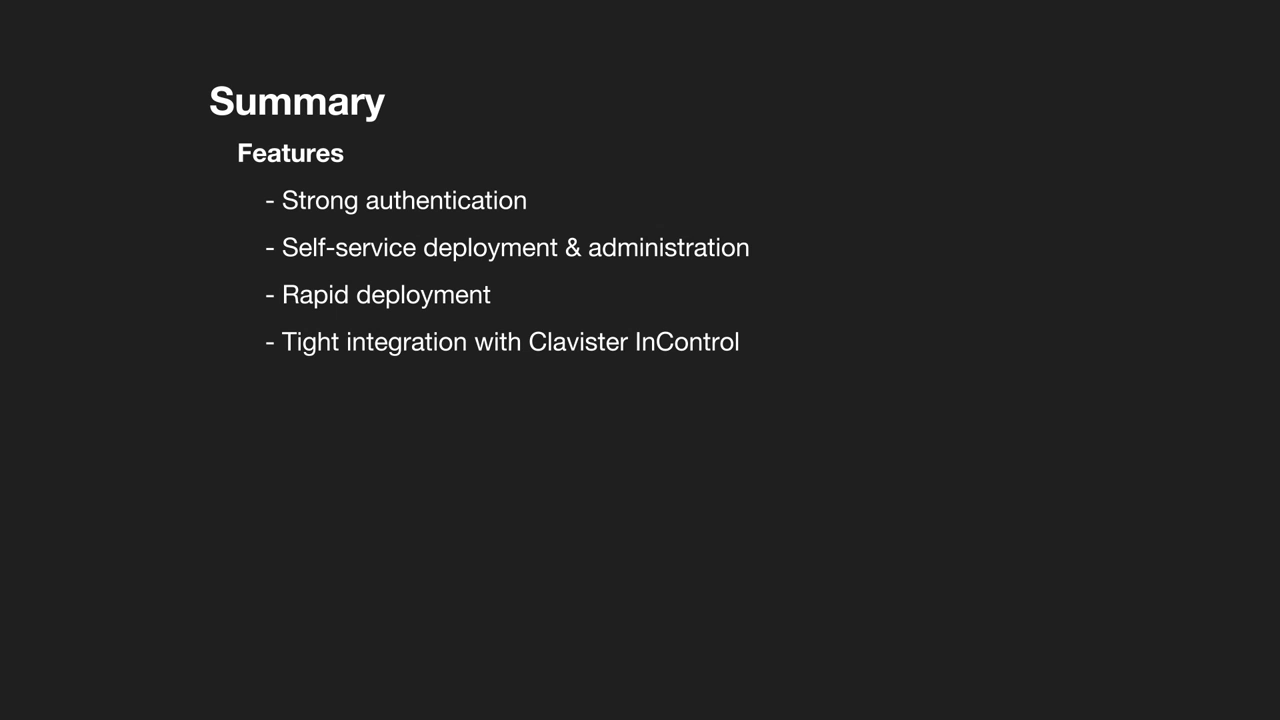 Summary
Features
- Strong authentication
- Self-service deployment & administration
- Rapid deployment
- Tight integration with Clavister InControl